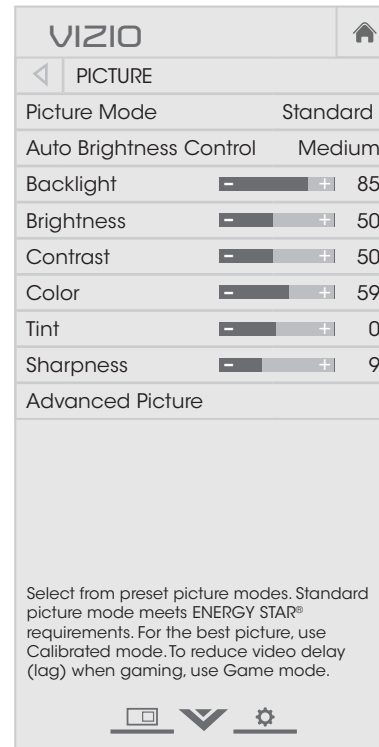 VIZIO
PICTURE
Picture Mode Standard
Auto Brightness Control Medium
Backlight 85
Brightness 50
Contrast 50
Color 59
Tint 0
Sharpness 9
Advanced Picture
Select from preset picture modes. Standard
picture mode meets ENERGY STAR®
requirements. For the best picture, use
Calibrated mode. To reduce video delay
(lag) when gaming, use Game mode.